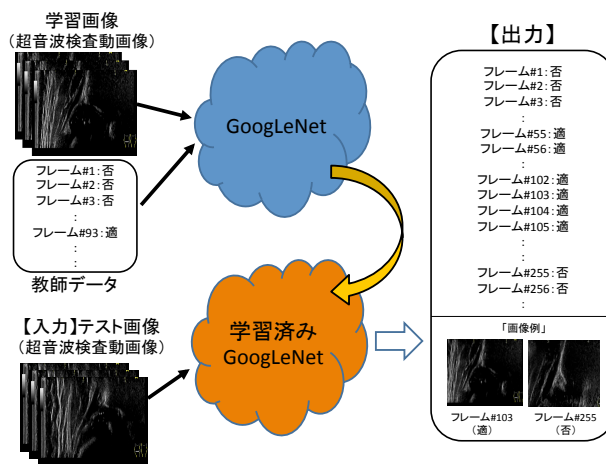 学習画像
(超音波検査動画像)
フレーム#1:否
フレーム#2:否
フレーム#3:否
:
フレーム#93:適
:
:
教師データ
【入力】テスト画像
(超音波検査動画像)
GoogLeNet
学習済み
GoogLeNet
【出力】
フレーム#1:否
フレーム#2:否
フレーム#3:否
:
フレーム#55:適
フレーム#56:適
:
フレーム#102:適
フレーム#103:適
フレーム#104:適
フレーム#105:適
:
:
フレーム#255:否
フレーム#256:否
:
「画像例」
フレーム#103
(適)
フレーム#255
(否)